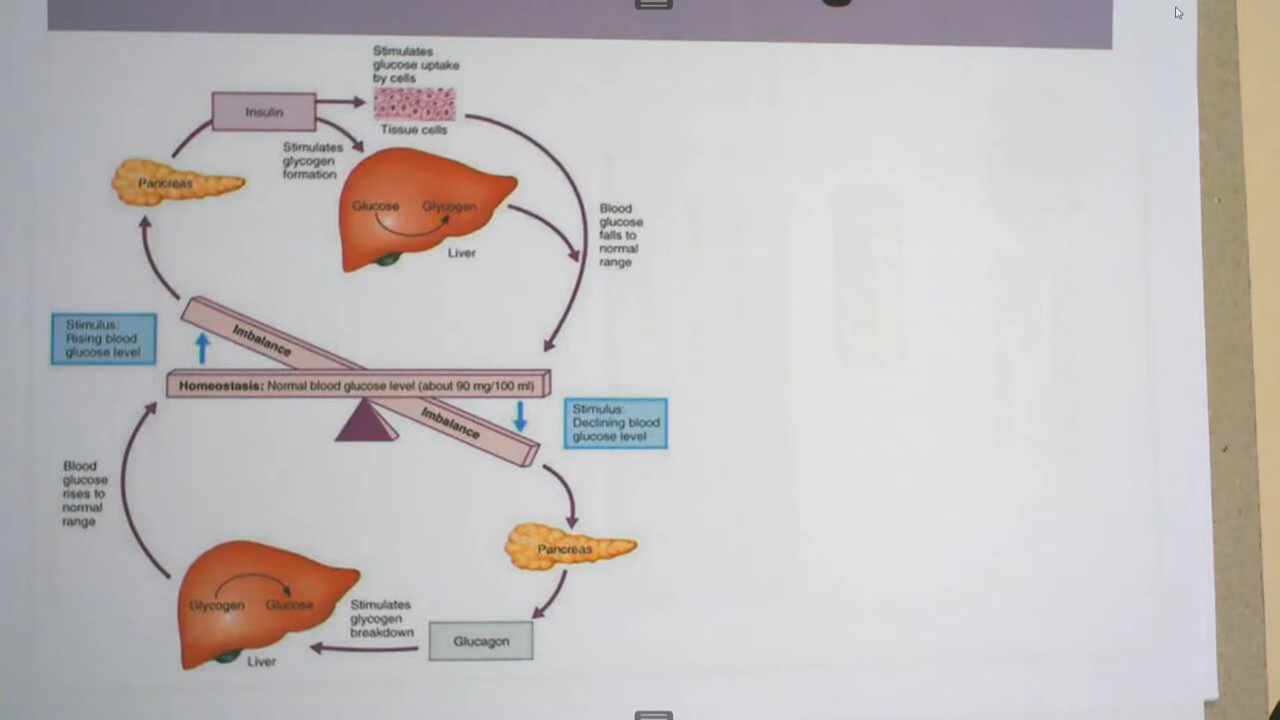 Stimulates
glucose uptake
by cells
Insulin
Tissue cells
Stimulates
glycogen
formation
Pancreas
Glucose
Glycogen
Liver
Blood
glucose
falls to
normal
range
Stimulus:
Rising blood
glucose level
Imbalance
Homeostasis: Normal blood glucose level (about 90 mg/100 ml)
Imbalance
Stimulus:
Declining blood
glucose level
Blood
glucose
rises to
normal
range
Pancreas
Glycogen
Glucose
Stimulates
glycogen
breakdown
Glucagon
Liver